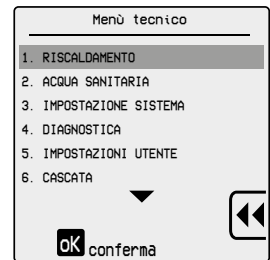 Menù tecnico
1. RISCALDAMENTO
2. ACQUA SANITARIA
3. IMPOSTAZIONE SISTEMA
4. DIAGNOSTICA
5. IMPOSTAZIONI UTENTE
6. CASCATA
oK conferma